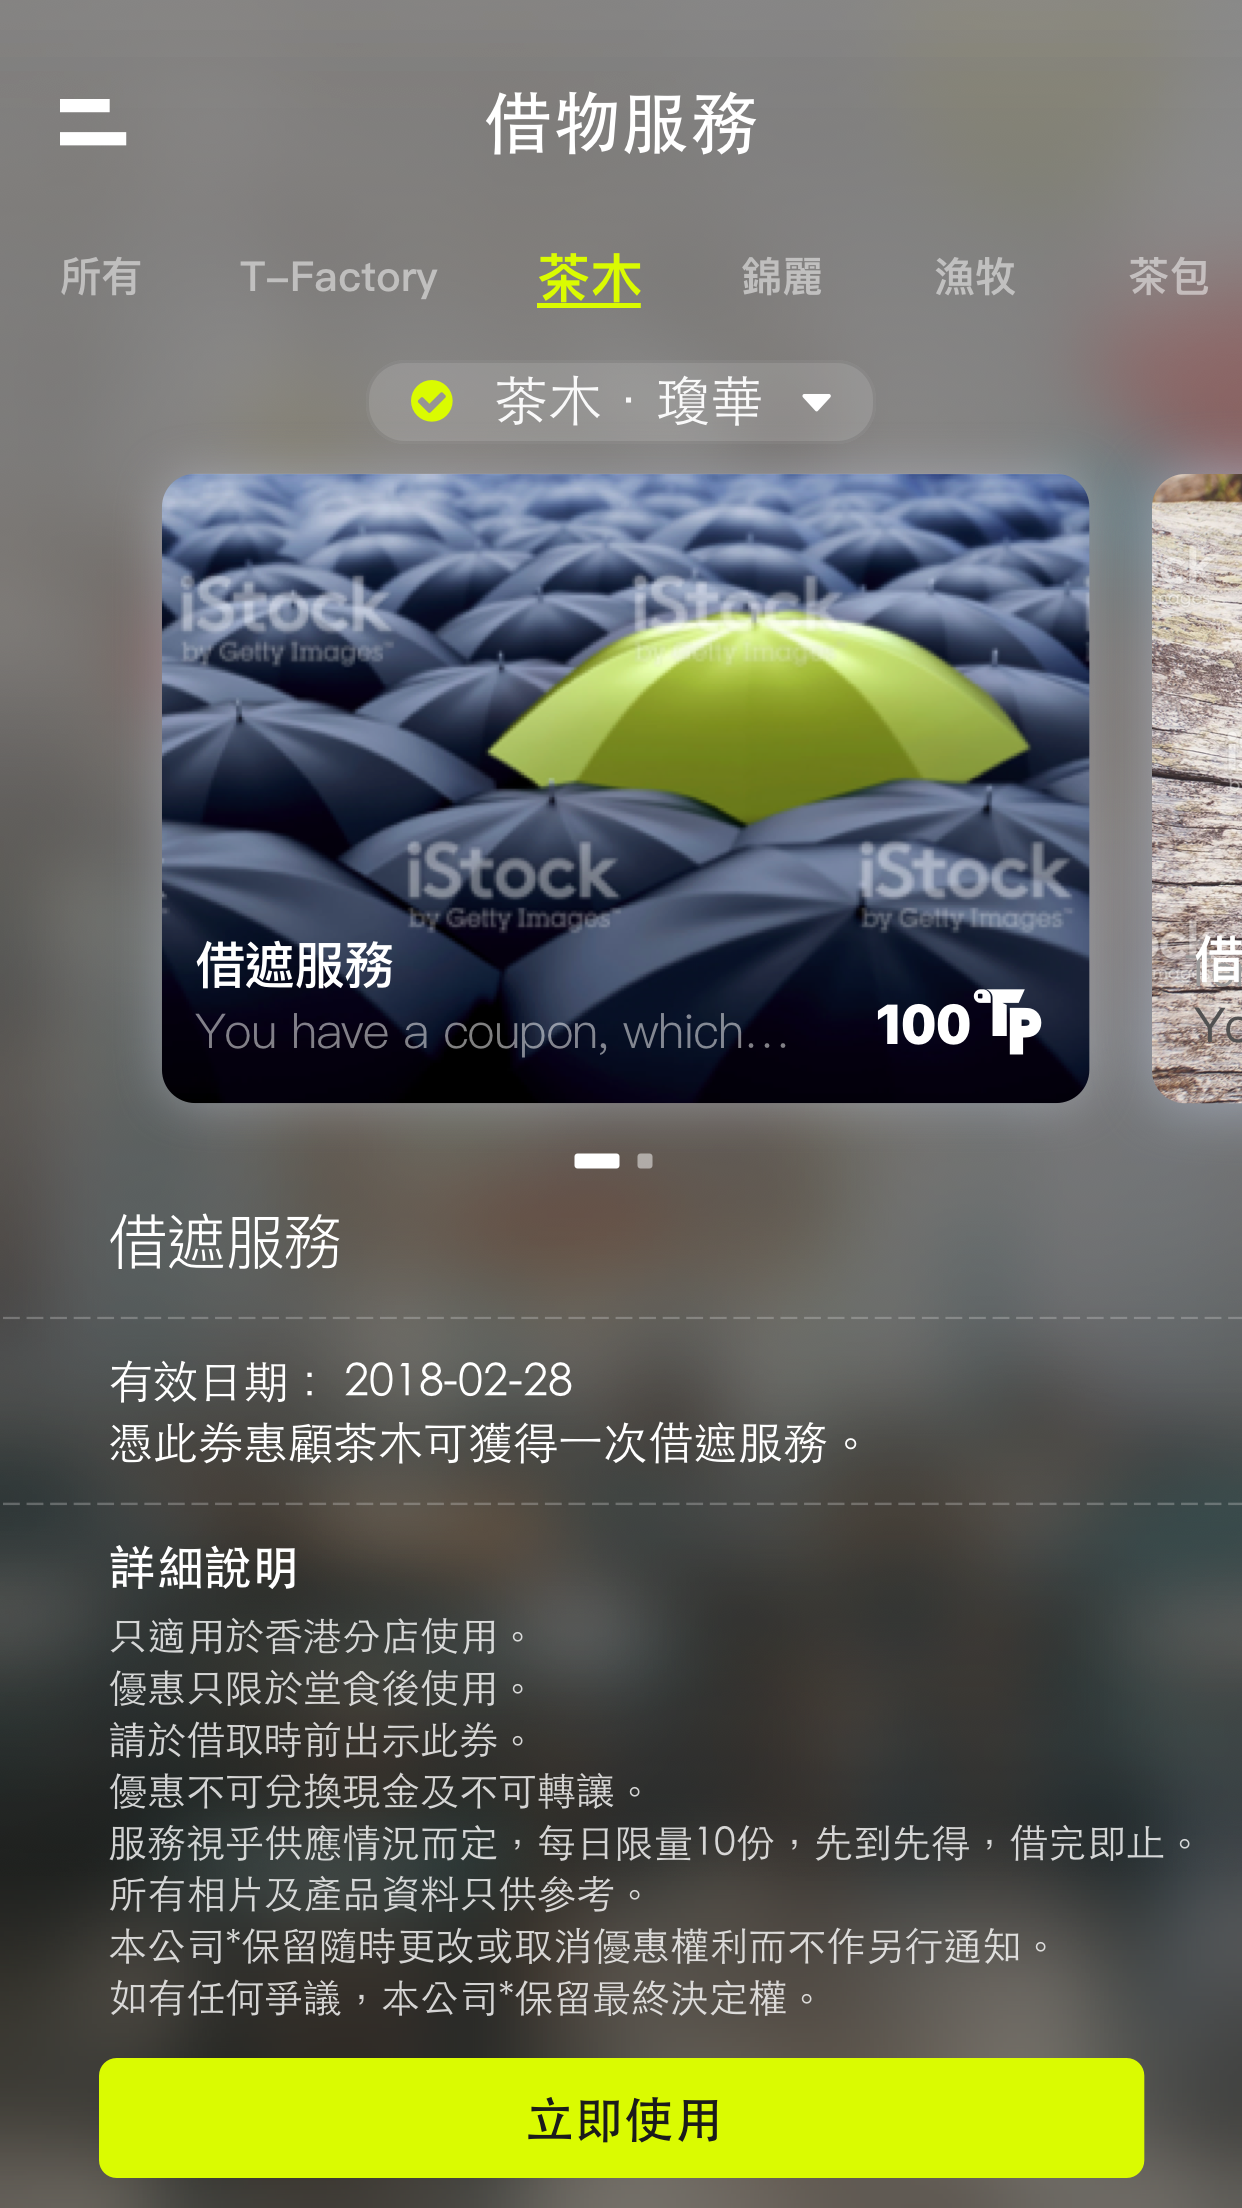 借物服務
所有 T-Factory 茶木 錦麗 漁牧 茶包
茶木 · 瓊華
iStock iStock
by Getty Images™ by Getty Images
iStock iStock
by Getty Images™ by Getty Images™
借遮服務 借
You have a coupon, which... Yo
100 TP
借遮服務
有效日期： 2018-02-28
憑此券惠顧茶木可獲得一次借遮服務。
詳細說明
只適用於香港分店使用。
優惠只限於堂食後使用。
請於借取時前出示此券。
優惠不可兌換現金及不可轉讓。
服務視乎供應情況而定，每日限量10份，先到先得，借完即止。
所有相片及產品資料只供參考。
本公司*保留隨時更改或取消優惠權利而不作另行通知。
如有任何爭議，本公司*保留最終決定權。
立即使用